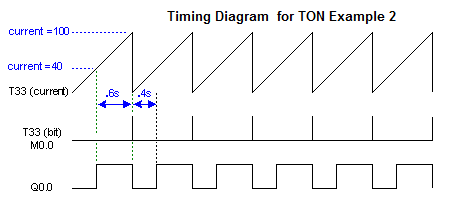 Timing Diagram for TON Example 2
current =100
current =40
T33 (current)
.6s .4s
T33 (bit)
M0.0
Q0.0